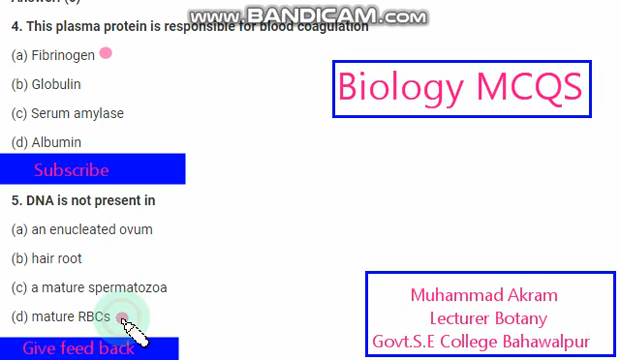 www.BANDICAM.com
4. This plasma protein is responsible for blood coagulation
(a) Fibrinogen
(b) Globulin
(c) Serum amylase
(d) Albumin
Subscribe
5. DNA is not present in
(a) an enucleated ovum
(b) hair root
(c) a mature spermatozoa
(d) mature RBCs
Give feed back
Biology MCQS
Muhammad Akram
Lecturer Botany
Govt.S.E College Bahawalpur